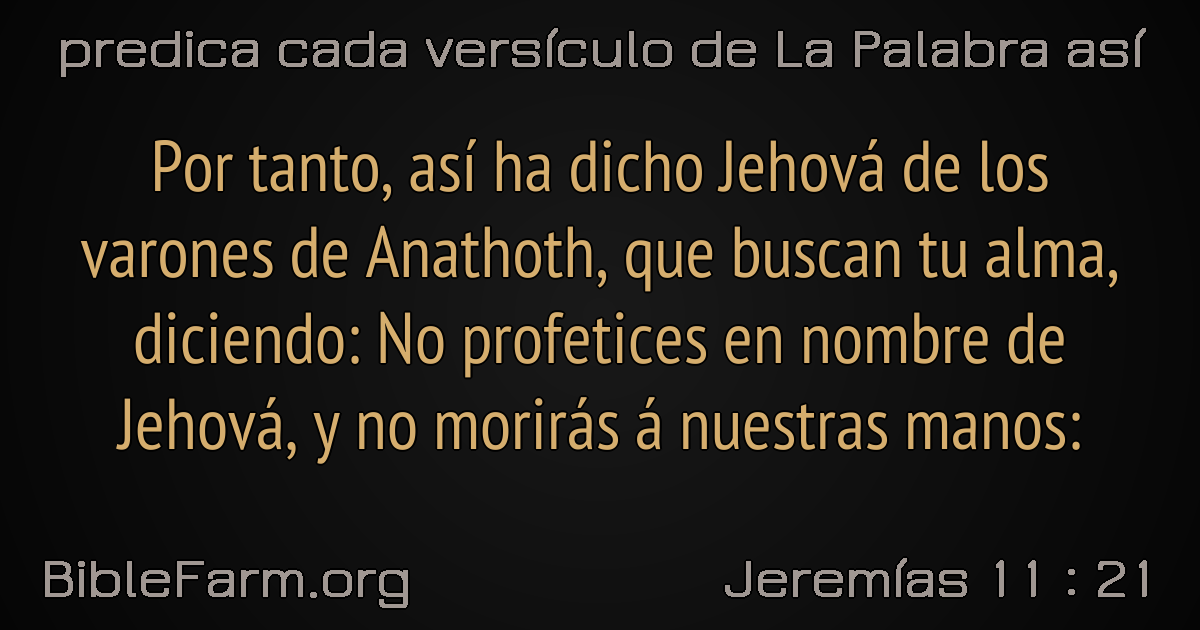 predica cada versículo de La Palabra así
Por tanto, así ha dicho Jehová de los
varones de Anathoth, que buscan tu alma,
diciendo: No profetices en nombre de
Jehová, y no morirás á nuestras manos:
BibleFarm.org
Jeremías 11 : 21